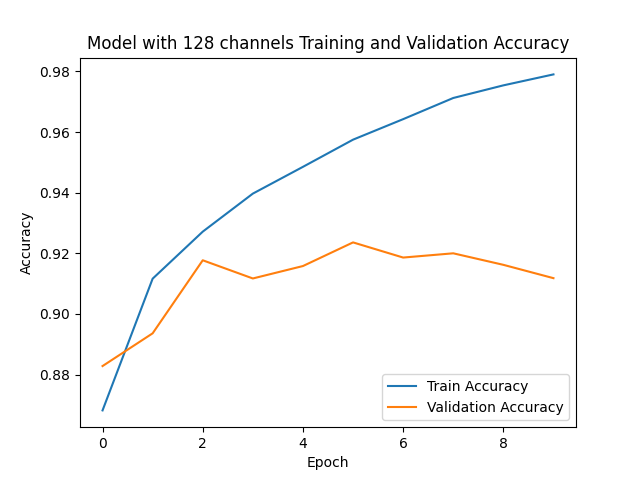 Model with 128 channels Training and Validation Accuracy
0.98
0.96
0.94
0.92
0.90
0.88
Accuracy
0
2
4
6
8
Epoch
Train Accuracy
Validation Accuracy